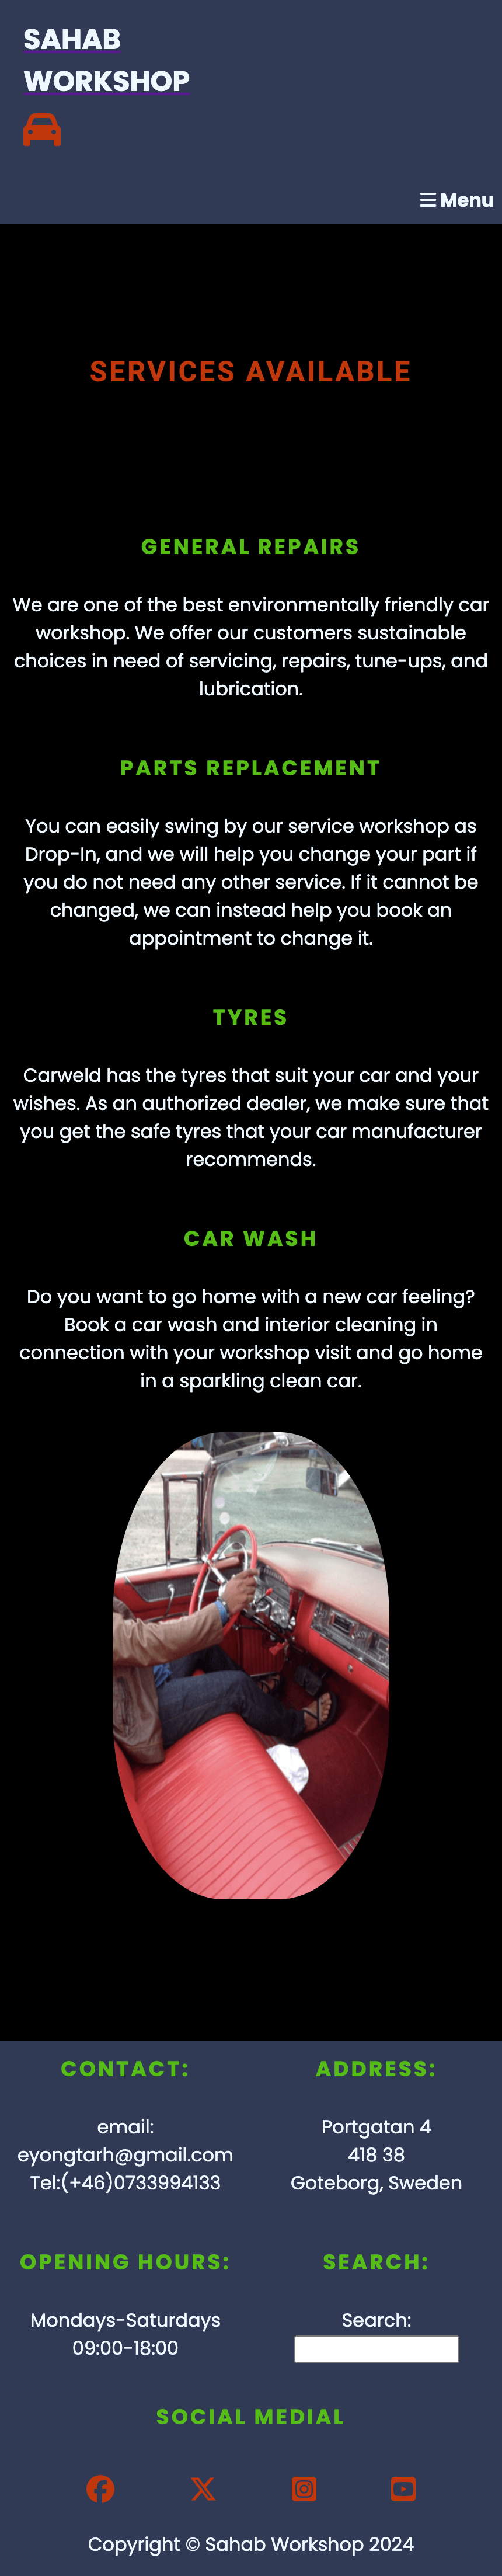 SAHAB
WORKSHOP
Menu
SERVICES AVAILABLE
GENERAL REPAIRS
We are one of the best environmentally friendly car
workshop. We offer our customers sustainable
choices in need of servicing, repairs, tune-ups, and
lubrication.
PARTS REPLACEMENT
You can easily swing by our service workshop as
Drop-In, and we will help you change your part if
you do not need any other service. If it cannot be
changed, we can instead help you book an
appointment to change it.
TYRES
Carweld has the tyres that suit your car and your
wishes. As an authorized dealer, we make sure that
you get the safe tyres that your car manufacturer
recommends.
CAR WASH
Do you want to go home with a new car feeling?
Book a car wash and interior cleaning in
connection with your workshop visit and go home
in a sparkling clean car.
CONTACT:
email:
eyongtarh@gmail.com
Tel:(+46)0733994133
ADDRESS:
Portgatan 4
418 38
Goteborg, Sweden
OPENING HOURS:
Mondays-Saturdays
09:00-18:00
SEARCH:
Search:
SOCIAL MEDIAL
Copyright © Sahab Workshop 2024